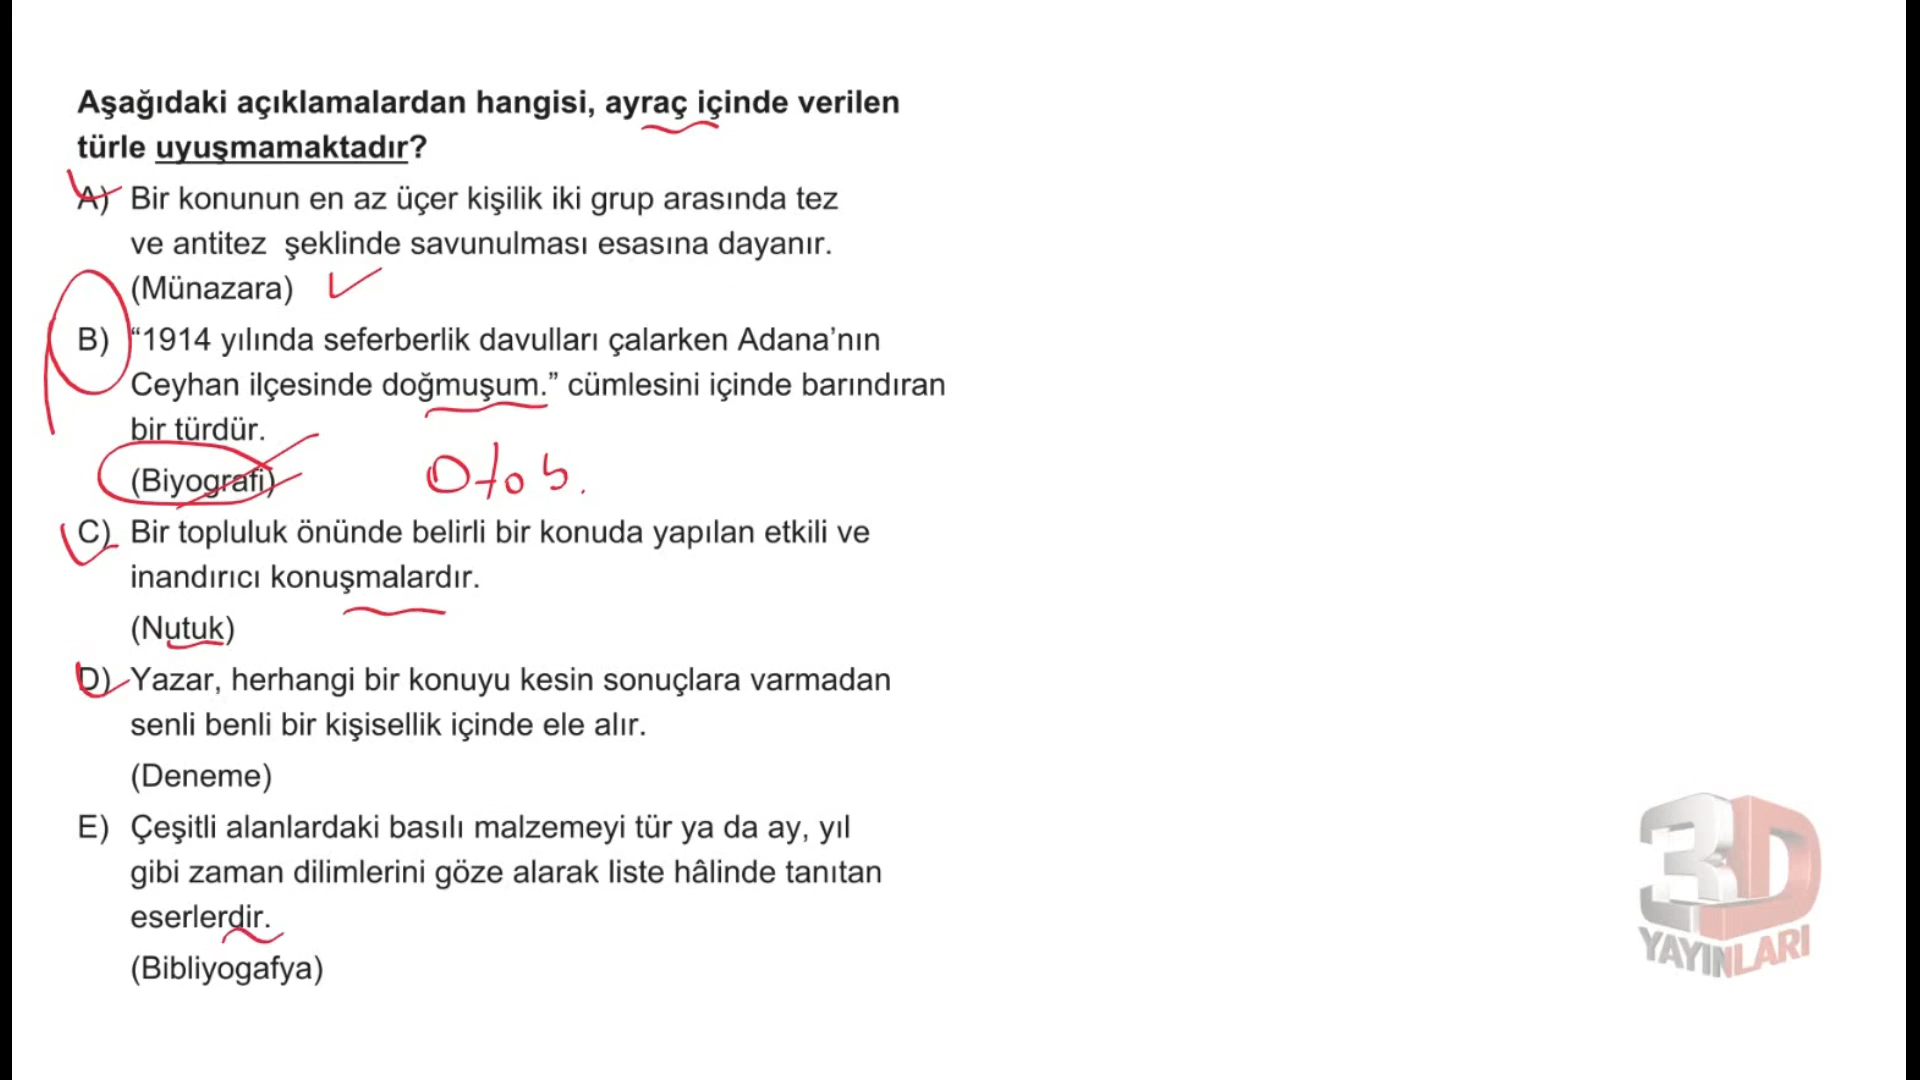 Aşağıdaki açıklamalardan hangisi, ayraç içinde verilen
türle uyuşmamaktadır?
A) Bir konunun en az üçer kişilik iki grup arasında tez
ve antitez şeklinde savunulması esasına dayanır.
(Münazara)
B) “1914 yılında seferberlik davulları çalarken Adana’nın
Ceyhan ilçesinde doğmuşum.” cümlesini içinde barındıran
bir türdür.
(Biyografi)
Otob.
C) Bir topluluk önünde belirli bir konuda yapılan etkili ve
inandırıcı konuşmalardır.
(Nutuk)
D) Yazar, herhangi bir konuyu kesin sonuçlara varmadan
senli benli bir kişisellik içinde ele alır.
(Deneme)
E) Çeşitli alanlardaki basılı malzemeyi tür ya da ay, yıl
gibi zaman dilimlerini göze alarak liste hâlinde tanıtan
eserlerdir.
(Bibliyogafya)
3D
YAYINLARI